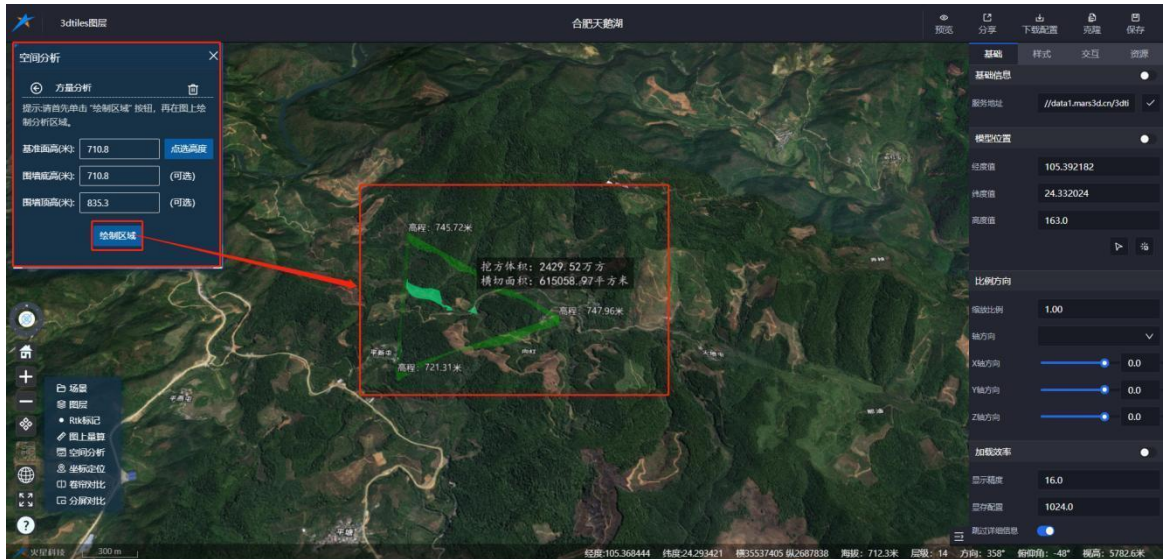 3dtiles图层
合肥天鹅湖
预览
分享
下载配置
克隆
保存
空间分析
方量分析
提示:请首先单击 "绘制区域" 按钮,再在图上绘
制分析区域。
基准面高(米): 710.8 点选高度
围墙底高(米): 710.8 (可选)
围墙顶高(米): 835.3 (可选)
绘制区域
高程: 745.72米
挖方体积: 2429.52万方
横切面积: 615058.97平方米
高程: 747.96米
高程: 721.31米
场景
图层
Rtk标记
图上量算
空间分析
坐标定位
卷帘对比
分屏对比
基础 样式 交互 资源
基础信息
服务地址 //data1.mars3d.cn/3dti
模型位置
经度值 105.392182
纬度值 24.332024
高度值 163.0
比例方向
缩放比例 1.00
轴方向
X轴方向 0.0
Y轴方向 0.0
Z轴方向 0.0
加载效率
显示精度 16.0
显存配置 1024.0
跳过详细信息
火星科技 300 m
经度:105.368444 纬度:24.293421 横35537405 纵2687838 海拔: 712.3米 层级: 14 方向: 358° 俯仰角: -48° 视高: 5782.6米